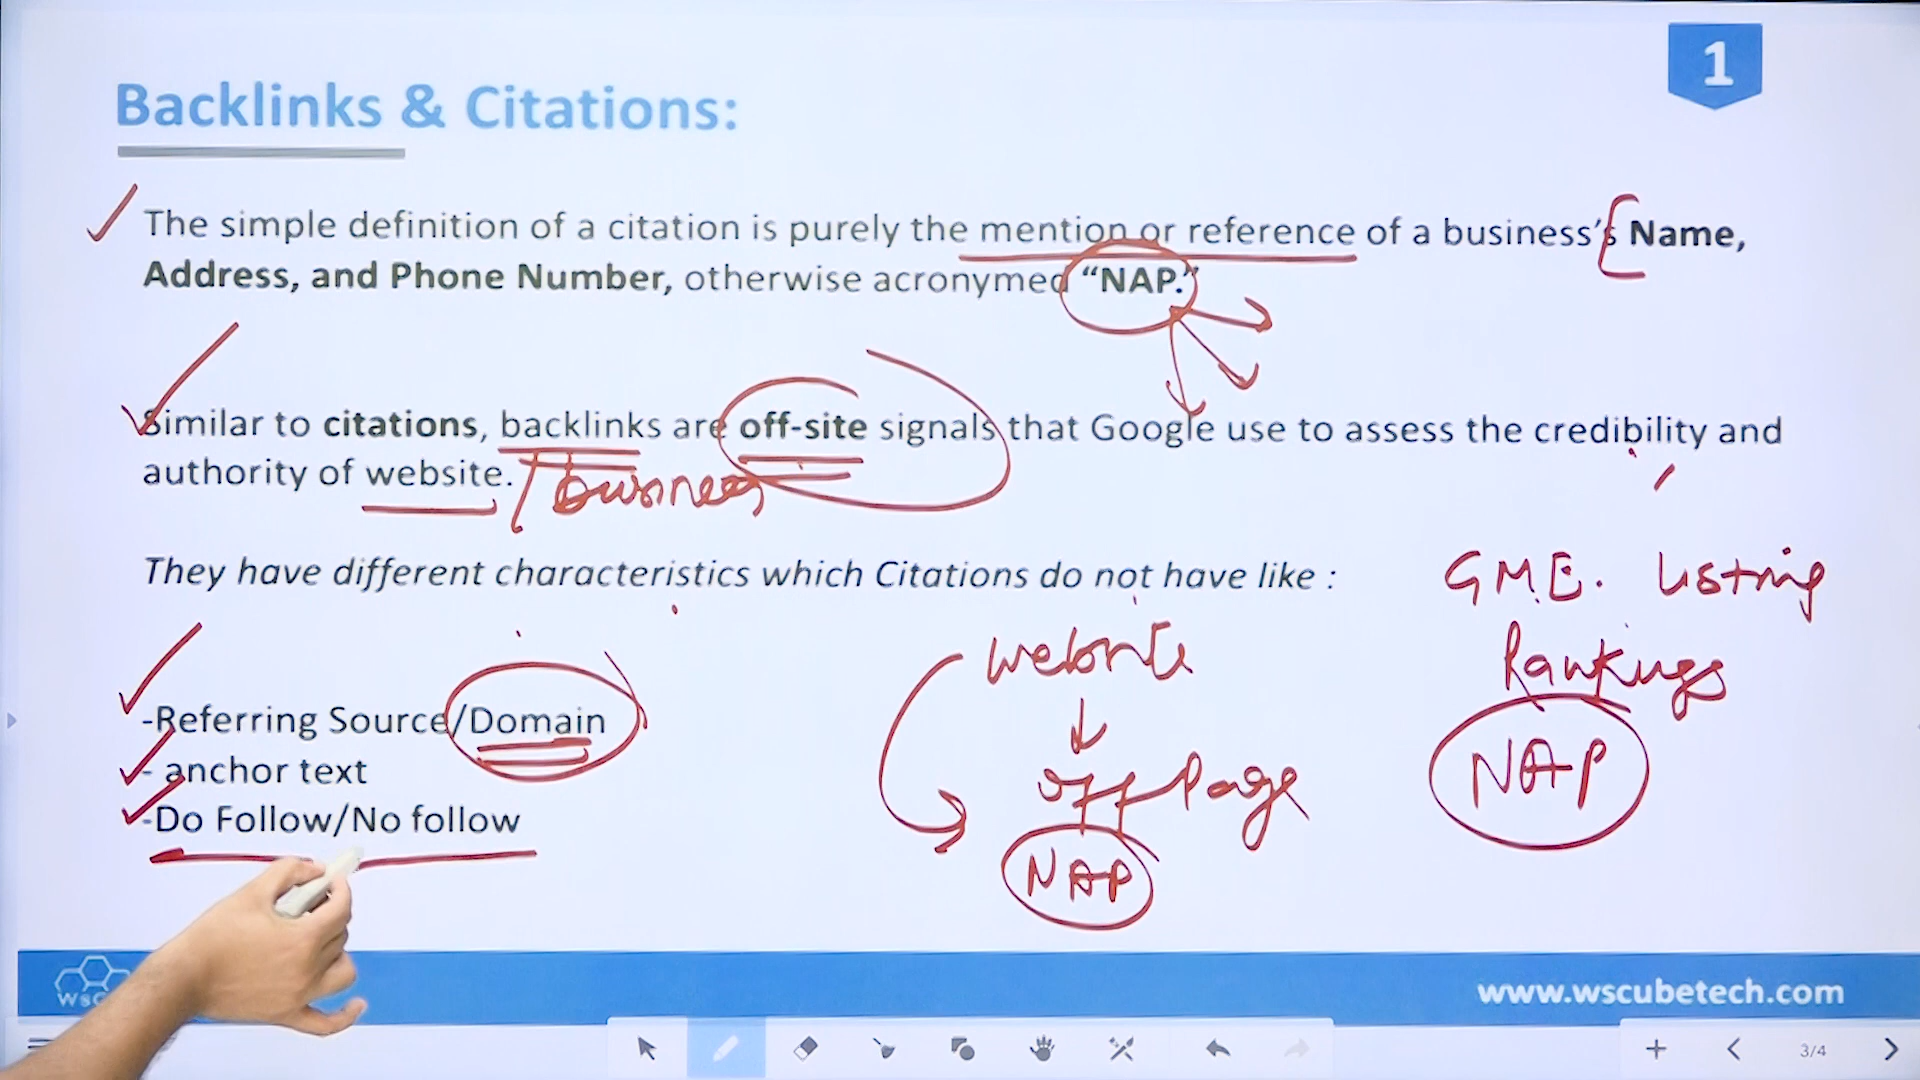 1
Backlinks & Citations:
The simple definition of a citation is purely the mention or reference of a business's Name,
Address, and Phone Number, otherwise acronymed “NAP.”
Similar to citations, backlinks are off-site signals that Google use to assess the credibility and
authority of website. / business
They have different characteristics which Citations do not have like :
-Referring Source/Domain
- anchor text
-Do Follow/No follow
website
off Page
NAP
G.M.B. Listing
Rankings
NAP
www.wscubetech.com
3/4